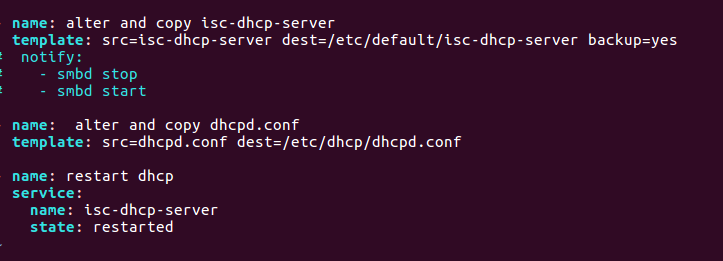 - name: alter and copy isc-dhcp-server
template: src=isc-dhcp-server dest=/etc/default/isc-dhcp-server backup=yes
# notify:
# - smbd stop
# - smbd start
- name:  alter and copy dhcpd.conf
template: src=dhcpd.conf dest=/etc/dhcp/dhcpd.conf
- name: restart dhcp
service:
name: isc-dhcp-server
state: restarted
~